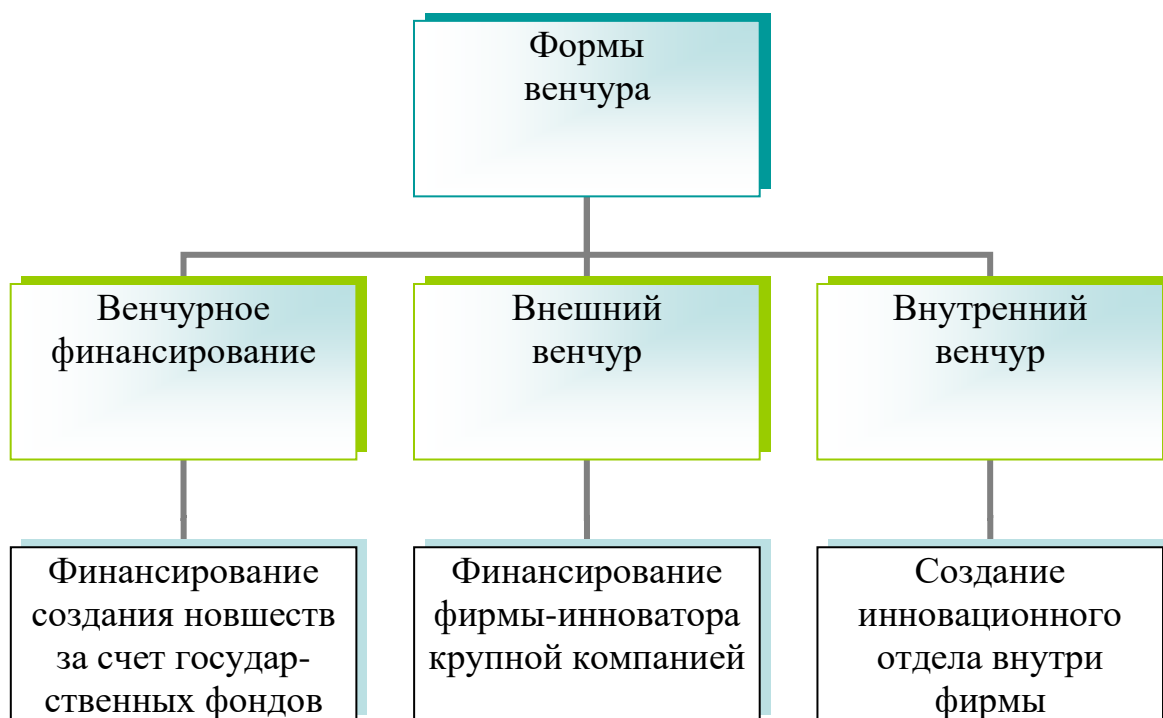 Формы
венчура
Венчурное
финансирование
Внешний
венчур
Внутренний
венчур
Финансирование
создания новшеств
за счет государ-
ственных фондов
Финансирование
фирмы-инноватора
крупной компанией
Создание
инновационного
отдела внутри
фирмы